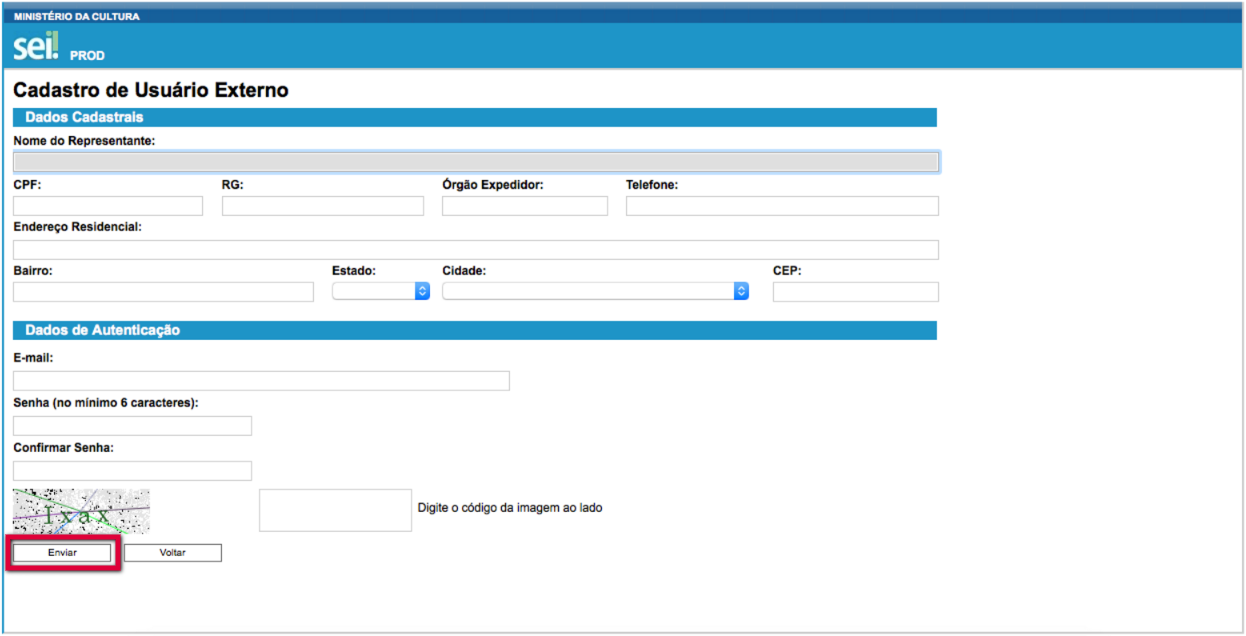 MINISTÉRIO DA CULTURA
sei! PROD
Cadastro de Usuário Externo
Dados Cadastrais
Nome do Representante:
CPF: RG: Órgão Expedidor: Telefone:
Endereço Residencial:
Bairro: Estado: Cidade: CEP:
Dados de Autenticação
E-mail:
Senha (no mínimo 6 caracteres):
Confirmar Senha:
Digite o código da imagem ao lado
Enviar Voltar